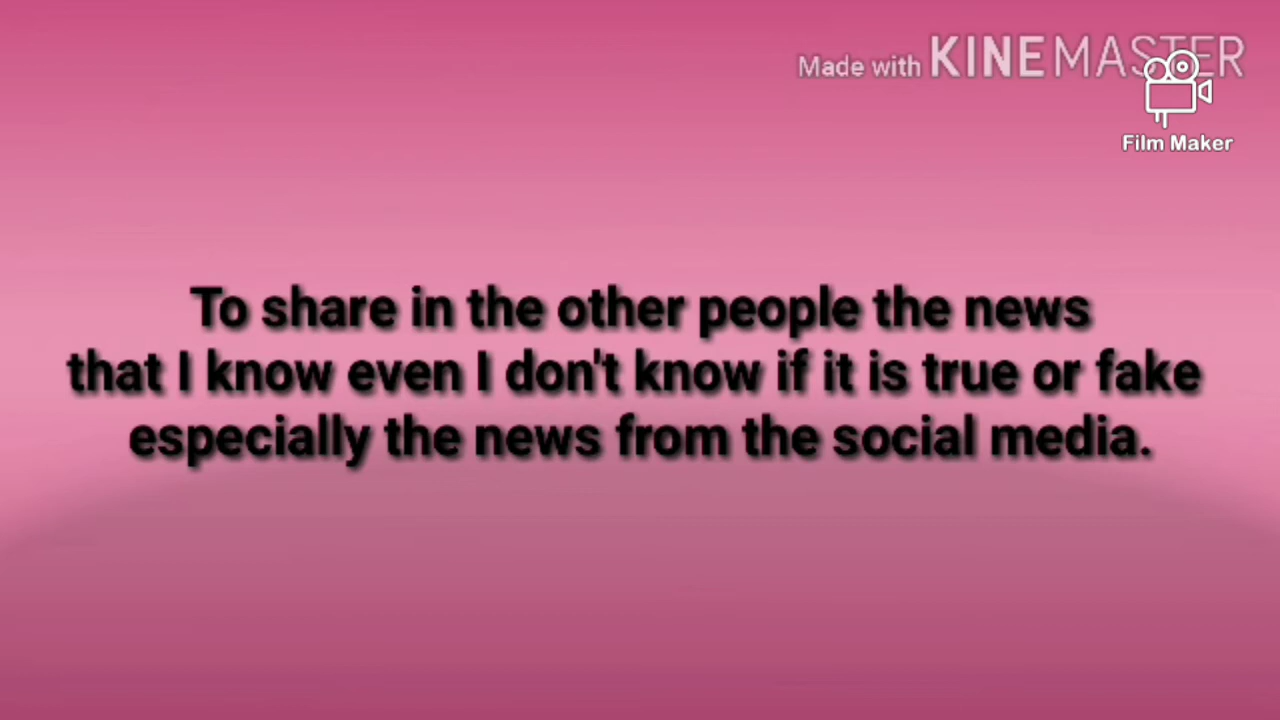 Made with KINEMASTER
Film Maker
To share in the other people the news
that I know even I don't know if it is true or fake
especially the news from the social media.